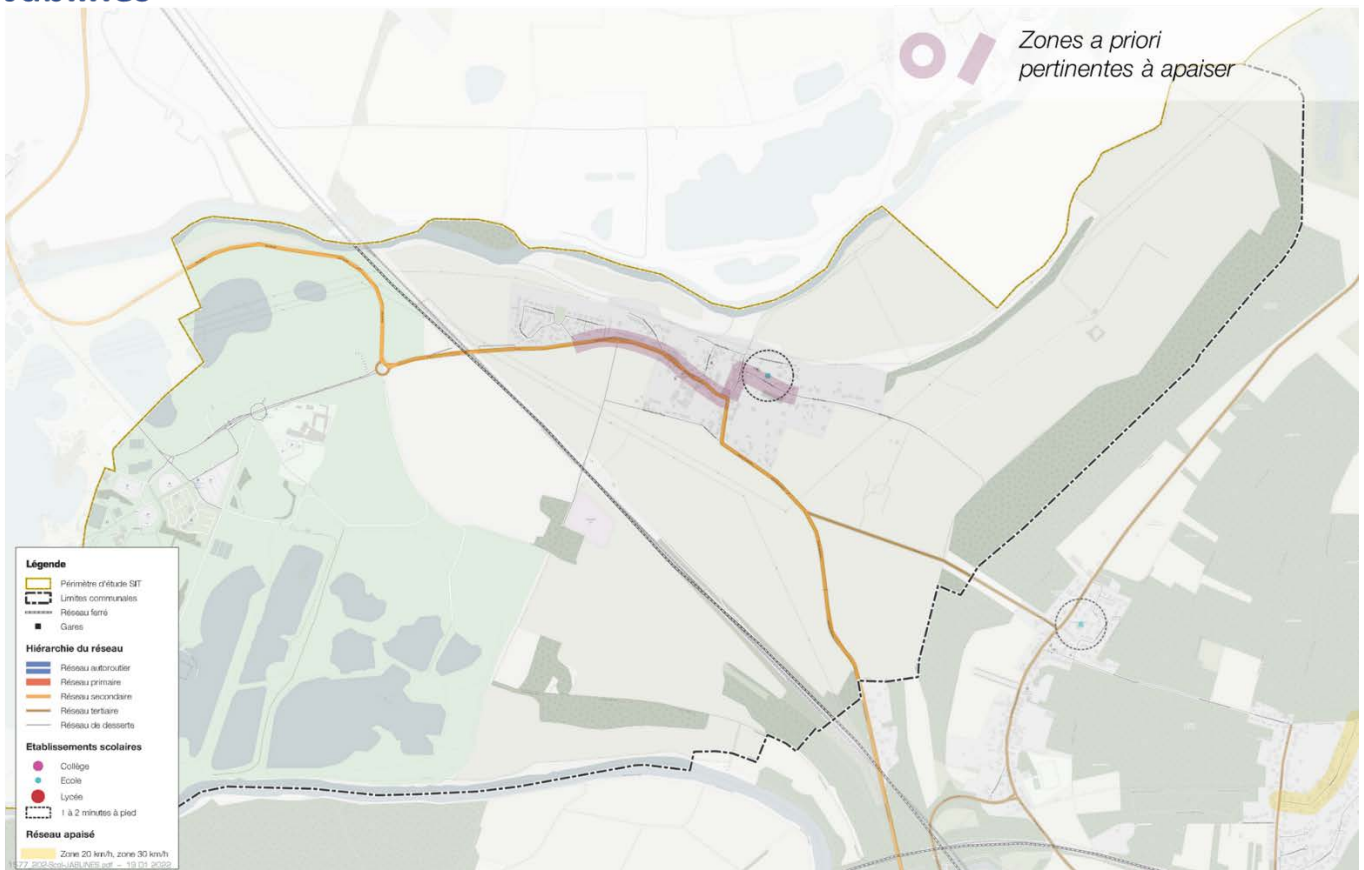 Jablines
Zones a priori
pertinentes à apaiser
Légende
Périmètre d'étude SIT
Limites communales
Réseau ferré
Gares
Hiérarchie du réseau
Réseau autoroutier
Réseau primaire
Réseau secondaire
Réseau tertiaire
Réseau de desserte
Etablissements scolaires
Collège
Ecole
Lycée
1 à 2 minutes à pied
Réseau apaisé
Zone 20 km/h, zone 30 km/h